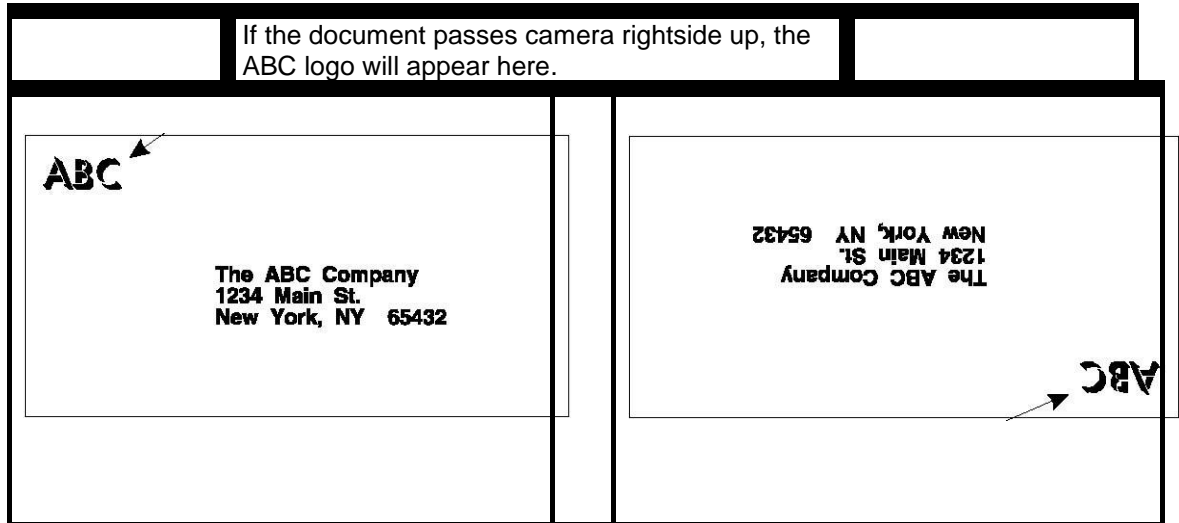 If the document passes camera rightside up, the
ABC logo will appear here.
ABC
The ABC Company
1234 Main St.
New York, NY 65432
The ABC Company
1234 Main St.
New York, NY 65432
ABC